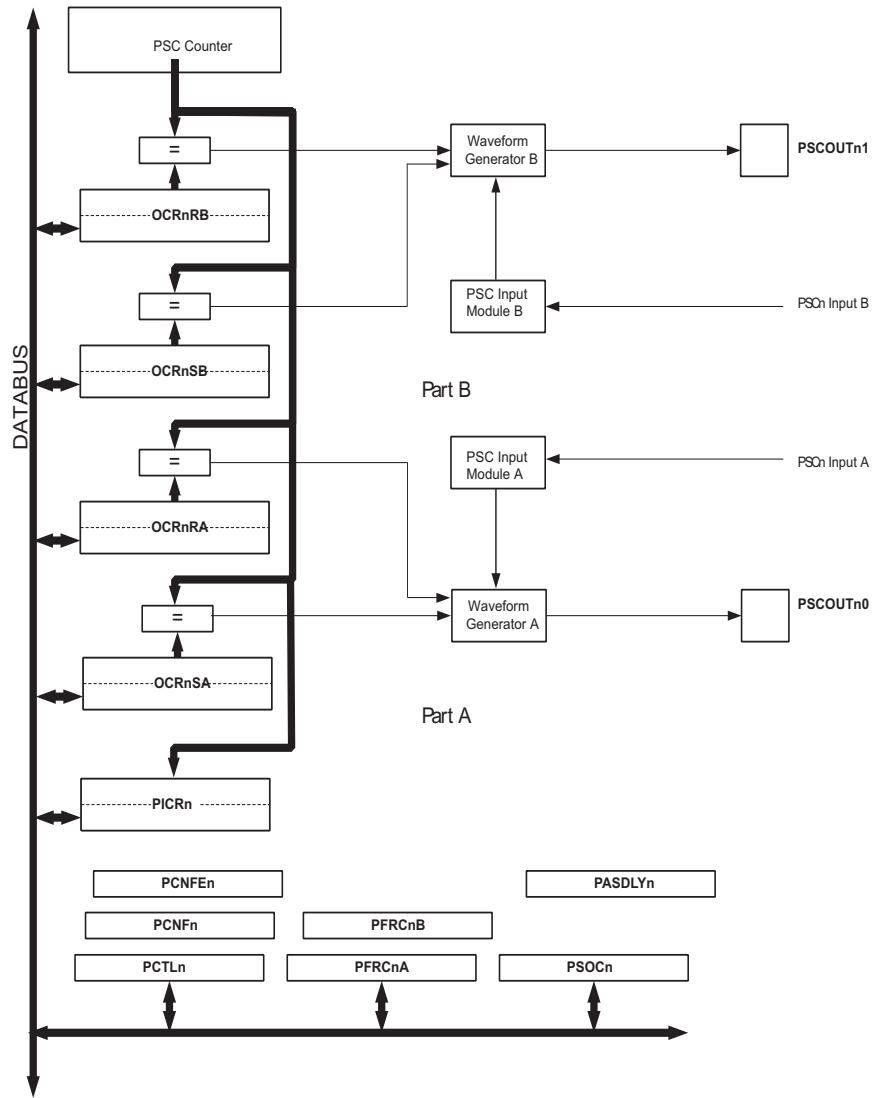 PSC Counter
=
Waveform
Generator B
PSCOUTn1
OCRnRB
=
PSC Input
Module B
PSCn Input B
OCRnSB
Part B
DATABUS
=
PSC Input
Module A
PSCn Input A
OCRnRA
=
Waveform
Generator A
PSCOUTn0
OCRnSA
Part A
PICRn
PCNFEn
PASDLYn
PCNFn
PFRCnB
PCTLn
PFRCnA
PSOCn